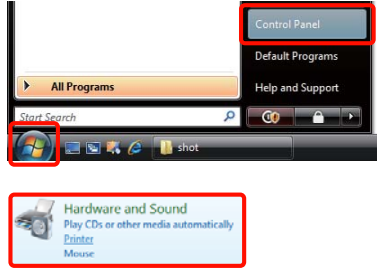 Control Panel
Default Programs
All Programs
Help and Support
Start Search
shot
Hardware and Sound
Play CDs or other media automatically
Printer
Mouse